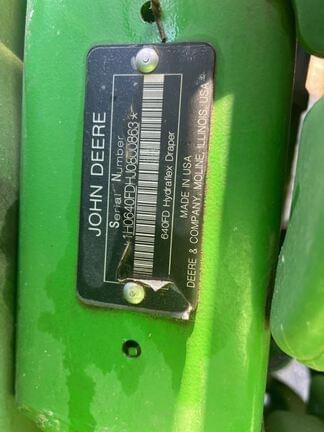 JOHN DEERE
Serial Number
*1H0640FDHJ0800863*
640FD Hydraflex Draper
MADE IN USA
DEERE & COMPANY, MOLINE, ILLINOIS, USA